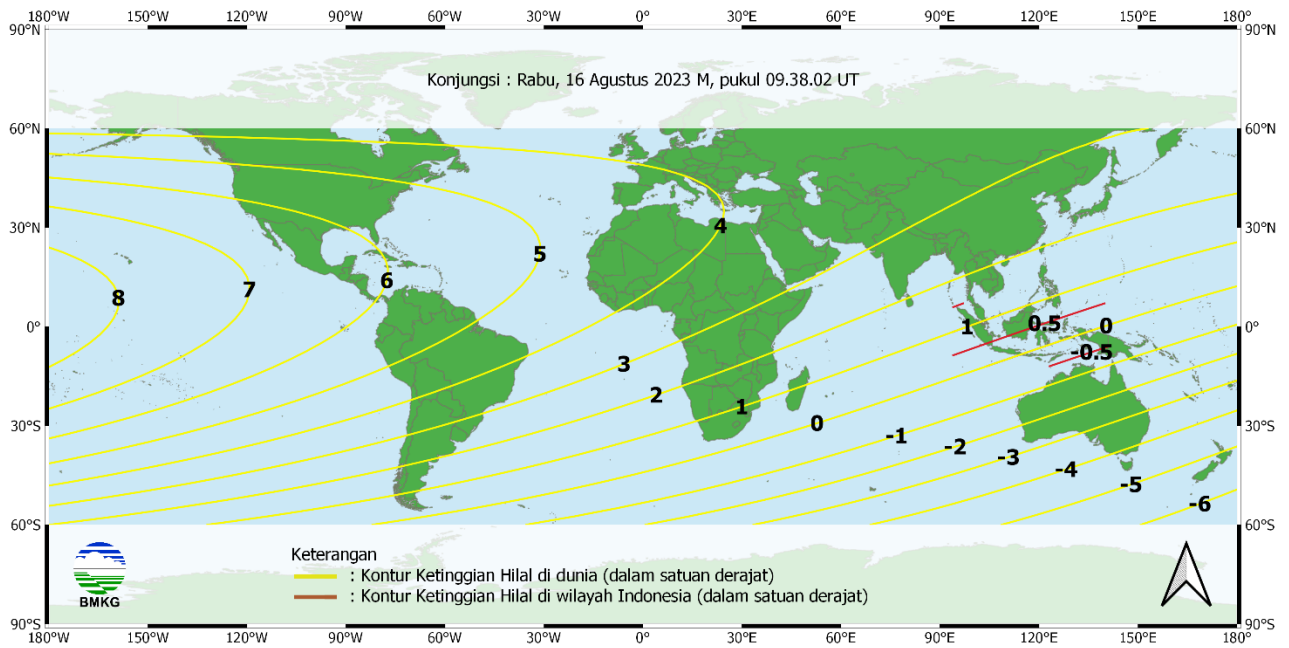 180°W 150°W 120°W 90°W 60°W 30°W 0° 30°E 60°E 90°E 120°E 150°E 180°
90°N 90°N
Konjungsi : Rabu, 16 Agustus 2023 M, pukul 09.38.02 UT
60°N 60°N
30°N 4 30°N
5
6
7
8
0° 1 0.5 0 0°
-0.5
3
2
1
0
30°S -1 30°S
-2
-3
-4
-5
-6
60°S 60°S
Keterangan
: Kontur Ketinggian Hilal di dunia (dalam satuan derajat)
: Kontur Ketinggian Hilal di wilayah Indonesia (dalam satuan derajat)
BMKG
90°S 90°S
180°W 150°W 120°W 90°W 60°W 30°W 0° 30°E 60°E 90°E 120°E 150°E 180°